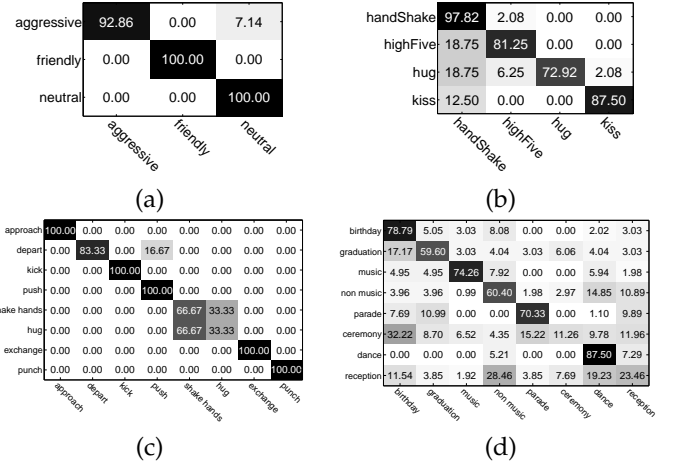 aggressive 92.86 0.00 7.14
friendly 0.00 100.00 0.00
neutral 0.00 0.00 100.00
aggressive friendly neutral
(a)
handShake 97.82 2.08 0.00 0.00
highFive 18.75 81.25 0.00 0.00
hug 18.75 6.25 72.92 2.08
kiss 12.50 0.00 0.00 87.50
handShake highFive hug kiss
(b)
approach 100.00 0.00 0.00 0.00 0.00 0.00 0.00 0.00
depart 0.00 83.33 0.00 16.67 0.00 0.00 0.00 0.00
kick 0.00 0.00 100.00 0.00 0.00 0.00 0.00 0.00
push 0.00 0.00 0.00 100.00 0.00 0.00 0.00 0.00
ake hands 0.00 0.00 0.00 0.00 66.67 33.33 0.00 0.00
hug 0.00 0.00 0.00 0.00 66.67 33.33 0.00 0.00
exchange 0.00 0.00 0.00 0.00 0.00 0.00 100.00 0.00
punch 0.00 0.00 0.00 0.00 0.00 0.00 0.00 100.00
approach depart kick push shake hands hug exchange punch
(c)
birthday 78.79 5.05 3.03 8.08 0.00 0.00 2.02 3.03
graduation 17.17 59.60 3.03 4.04 3.03 6.06 4.04 3.03
music 4.95 4.95 74.26 7.92 0.00 0.00 5.94 1.98
non music 3.96 3.96 0.99 60.40 1.98 2.97 14.85 10.89
parade 7.69 10.99 0.00 0.00 70.33 0.00 1.10 9.89
ceremony 32.22 8.70 6.52 4.35 15.22 11.26 9.78 11.96
dance 0.00 0.00 0.00 5.21 0.00 0.00 87.50 7.29
reception 11.54 3.85 1.92 28.46 3.85 7.69 19.23 23.46
birthday graduation music non music parade ceremony dance reception
(d)